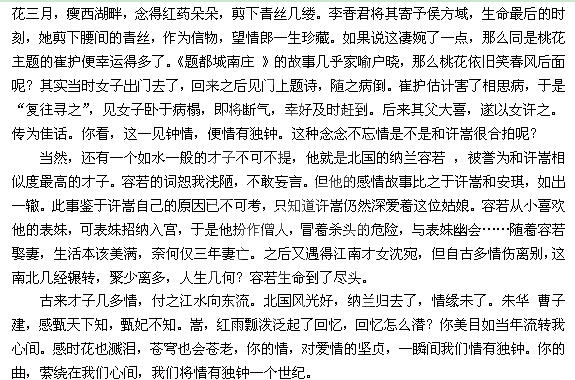 花三月，瘦西湖畔，念得红药朵朵，剪下青丝几缕。李香君将其寄予侯方域，生命最后的时
刻，她剪下腰间的青丝，作为信物，望情郎一生珍藏。如果说这凄婉了一点，那么同是桃花
主题的崔护便幸运得多了。《题都城南庄 》的故事几乎家喻户晓，那么桃花依旧笑春风后面
呢？其实当时女子出门去了，回来之后见门上题诗，随之病倒。崔护估计害了相思病，于是
“复往寻之”，见女子卧于病榻，即将断气，幸好及时赶到。后来其父大喜，遂以女许之。
传为佳话。你看，这一见钟情，便情有独钟。这种念念不忘情是不是和许嵩很合拍呢？
当然，还有一个如水一般的才子不可不提，他就是北国的纳兰容若 ，被誉为和许嵩相
似度最高的才子。容若的词恕我浅陋，不敢妄言。但他的感情故事比之于许嵩和安琪，如出
一辙。此事鉴于许嵩自己的原因已不可考，只知道许嵩仍然深爱着这位姑娘。容若从小喜欢
他的表妹，可表妹招纳入宫，于是他扮作僧人，冒着杀头的危险，与表妹幽会……随着容若
娶妻，生活本该美满，奈何仅三年妻亡。之后又遇得江南才女沈宛，但自古多情伤离别，这
南北几经辗转，聚少离多，人生几何？容若生命到了尽头。
古来才子几多情，付之江水向东流。北国风光好，纳兰归去了，情缘未了。朱华 曹子
建，感甄天下知，甄妃不知。嵩，红雨瓢泼泛起了回忆，回忆怎么潜？你美目如当年流转我
心间。感时花也溅泪，苍穹也会苍老，你的情，对爱情的坚贞，一瞬间我们情有独钟。你的
曲，萦绕在我们心间，我们将情有独钟一个世纪。